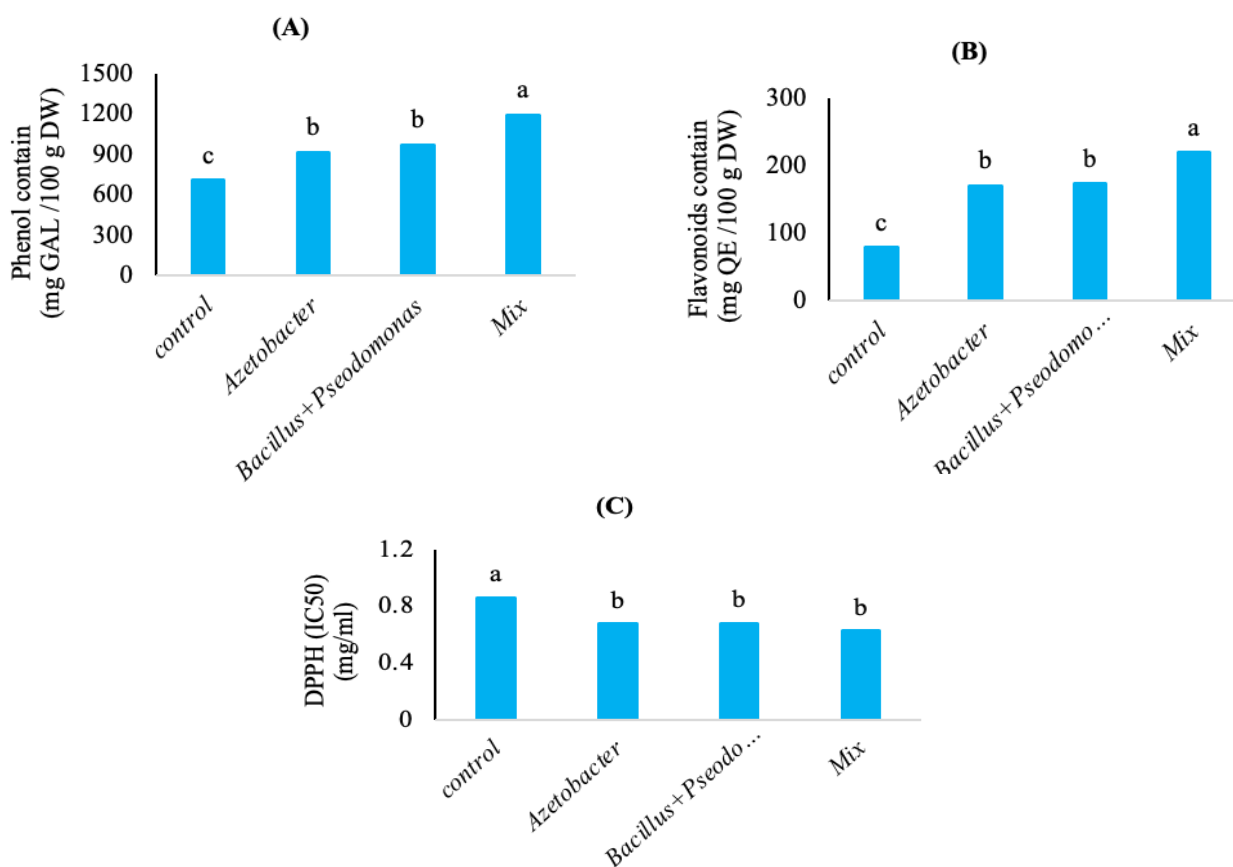 (A)
Phenol contain
(mg GAL /100 g DW)
1500
1200
900
600
300
0
c
b
b
a
control
Azetobacter
Bacillus+Pseodomonas
Mix
(B)
Flavonoids contain
(mg QE /100 g DW)
300
200
100
0
c
b
b
a
control
Azetobacter
Bacillus+Pseodomo...
Mix
(C)
DPPH (IC50)
(mg/ml)
1.2
0.8
0.4
0
a
b
b
b
control
Azetobacter
Bacillus+Pseodo...
Mix